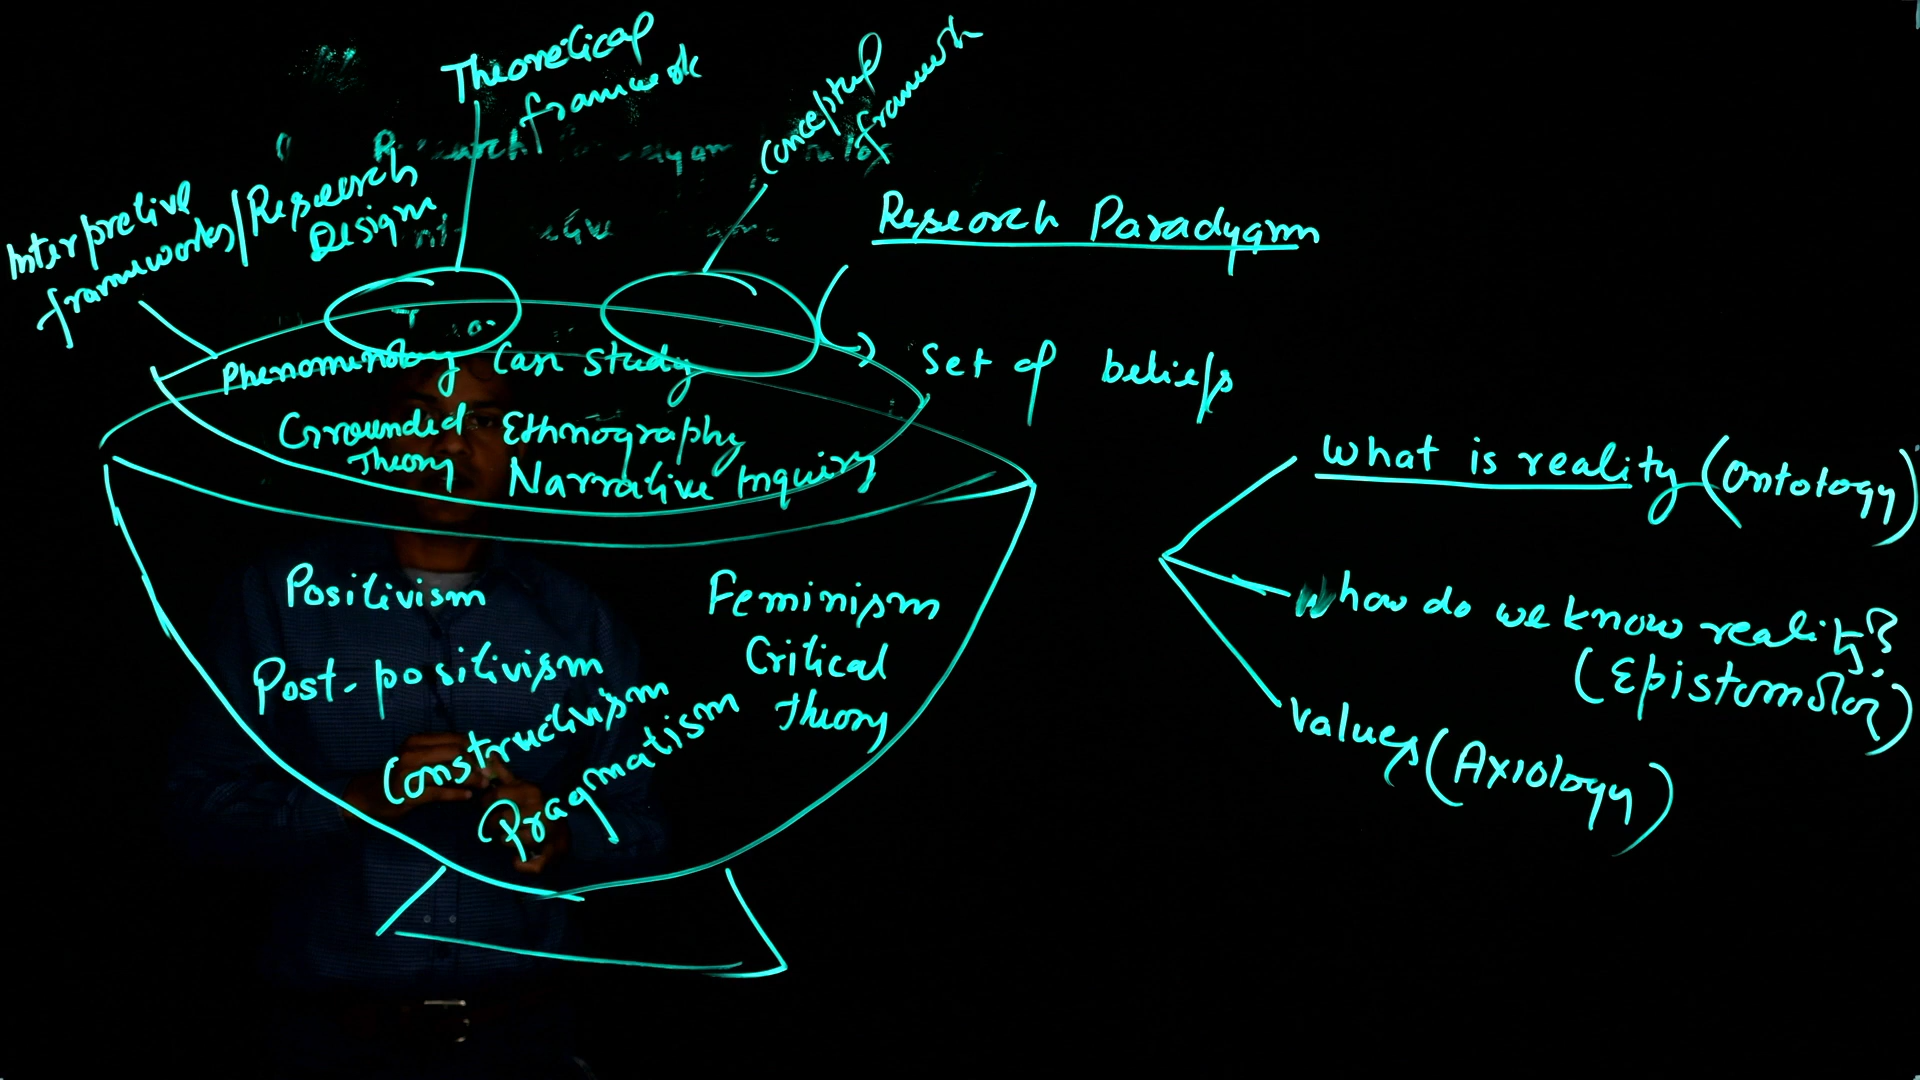 Theoretical
framework
Conceptual
framework
Interpretive
frameworks/Research
Design
Research Paradygm
Set of beliefs
Phenomenology Case Study
Grounded Ethnography
Theory Narrative Inquiry
What is reality (Ontology)
how do we know reality?
(Epistomology)
values (Axiology)
Positivism Feminism
Post-positivism Critical
theory
Constructivism
Pragmatism